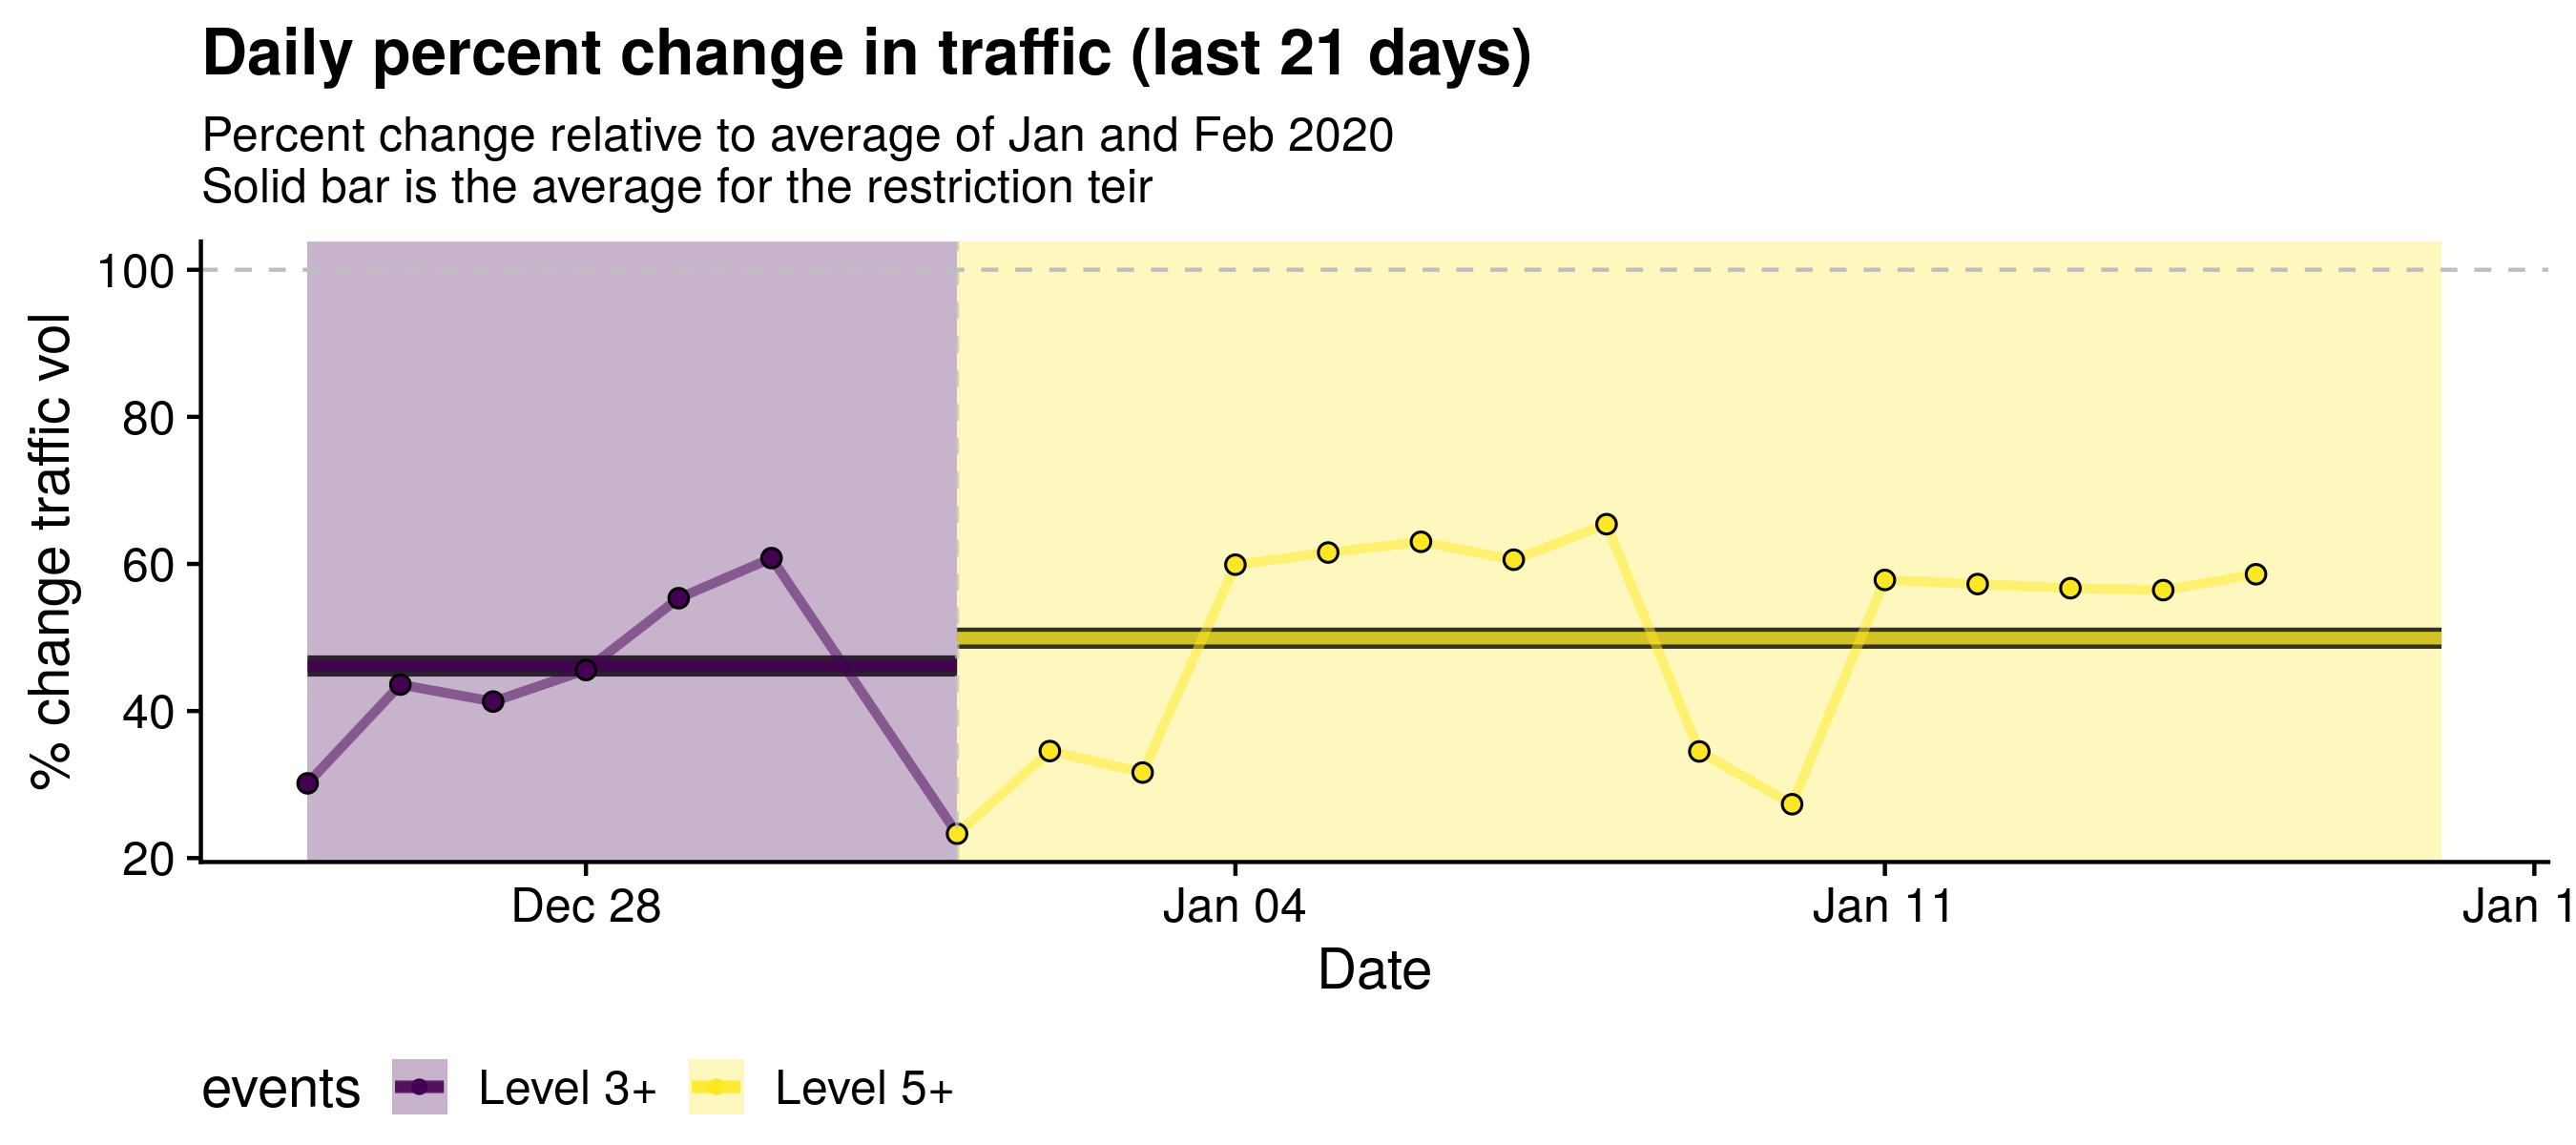 Daily percent change in traffic (last 21 days)
Percent change relative to average of Jan and Feb 2020
Solid bar is the average for the restriction teir
% change traffic vol
100
80
60
40
20
Dec 28
Jan 04
Jan 11
Jan 1
Date
events
Level 3+
Level 5+